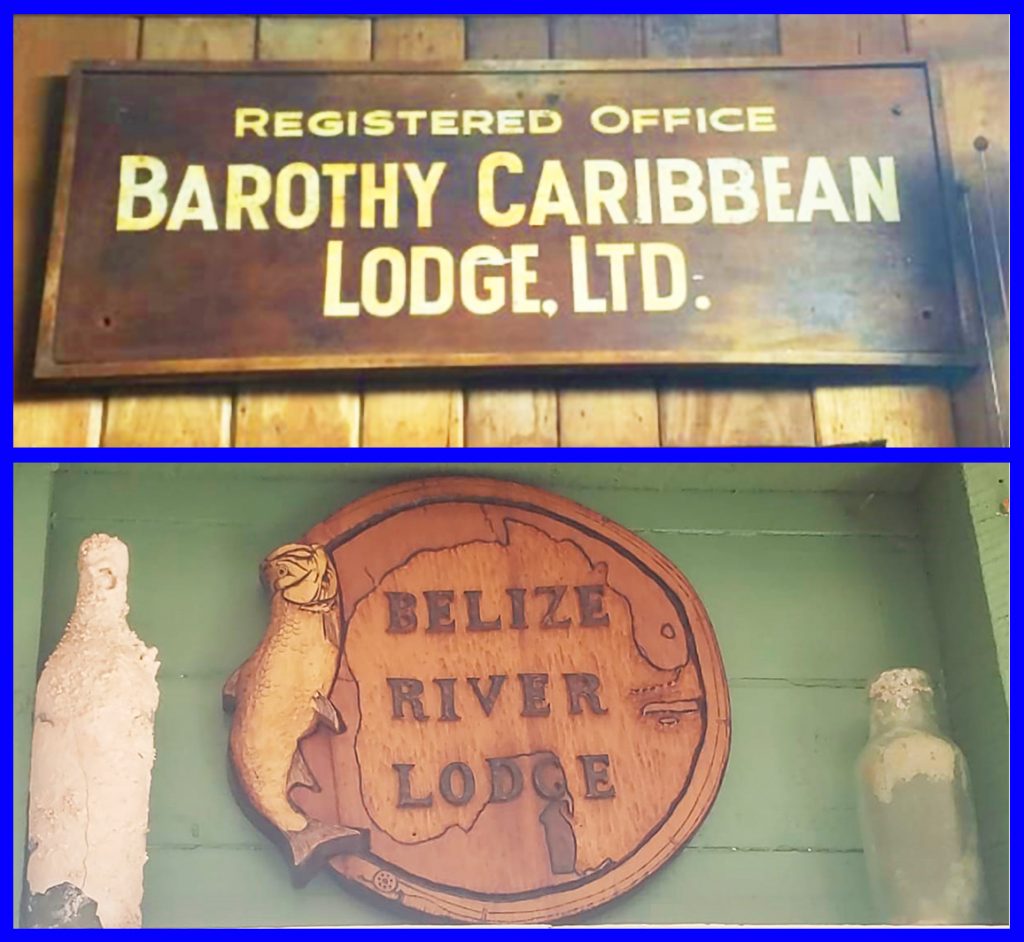 REGISTERED OFFICE
BAROTHY CARIBBEAN
LODGE, LTD.
BELIZE
RIVER
LODGE